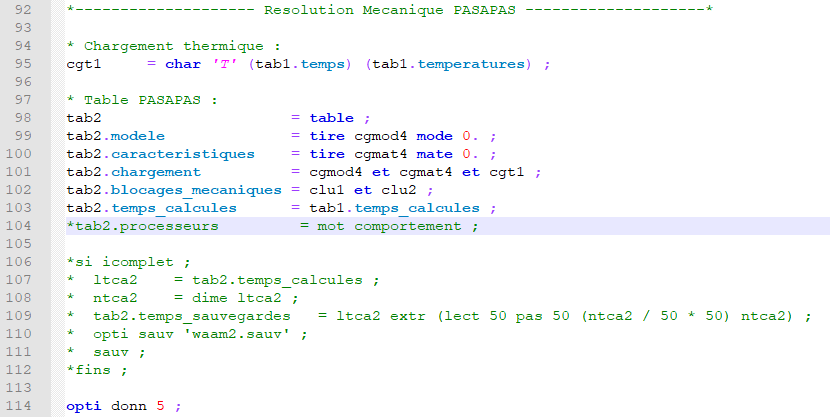 92 *-------------------- Resolution Mecanique PASAPAS --------------------*
93
94 * Chargement thermique :
95 cgt1     = char 'T' (tab1.temps) (tab1.temperatures) ;
96
97 * Table PASAPAS :
98 tab2                     = table ;
99 tab2.modele              = tire cgmod4 mode 0. ;
100 tab2.caracteristiques    = tire cgmat4 mate 0. ;
101 tab2.chargement          = cgmod4 et cgmat4 et cgt1 ;
102 tab2.blocages_mecaniques = clu1 et clu2 ;
103 tab2.temps_calcules      = tab1.temps_calcules ;
104 *tab2.processeurs         = mot comportement ;
105
106 *si icomplet ;
107 *  ltca2    = tab2.temps_calcules ;
108 *  ntca2    = dime ltca2 ;
109 *  tab2.temps_sauvegardes   = ltca2 extr (lect 50 pas 50 (ntca2 / 50 * 50) ntca2) ;
110 *  opti sauv 'waam2.sauv' ;
111 *  sauv ;
112 *fins ;
113
114 opti donn 5 ;